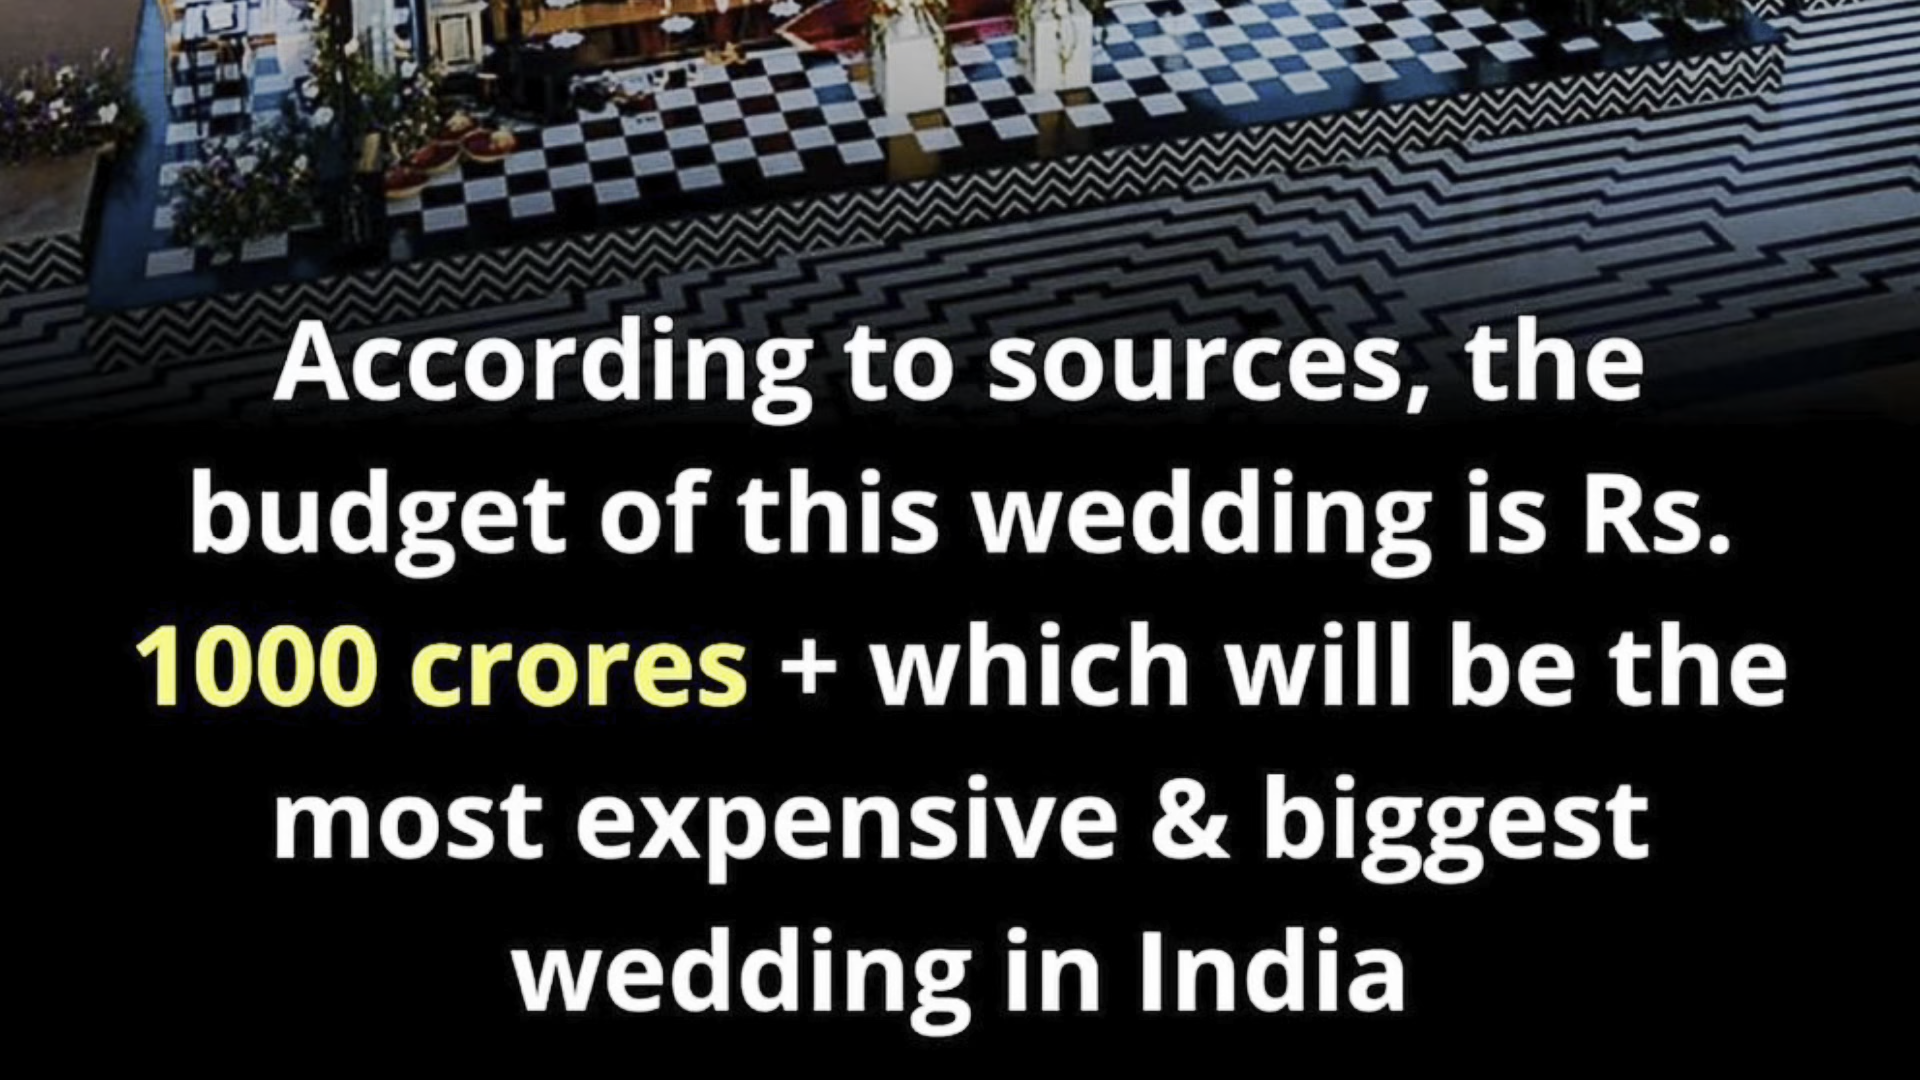 According to sources, the
budget of this wedding is Rs.
1000 crores + which will be the
most expensive & biggest
wedding in India